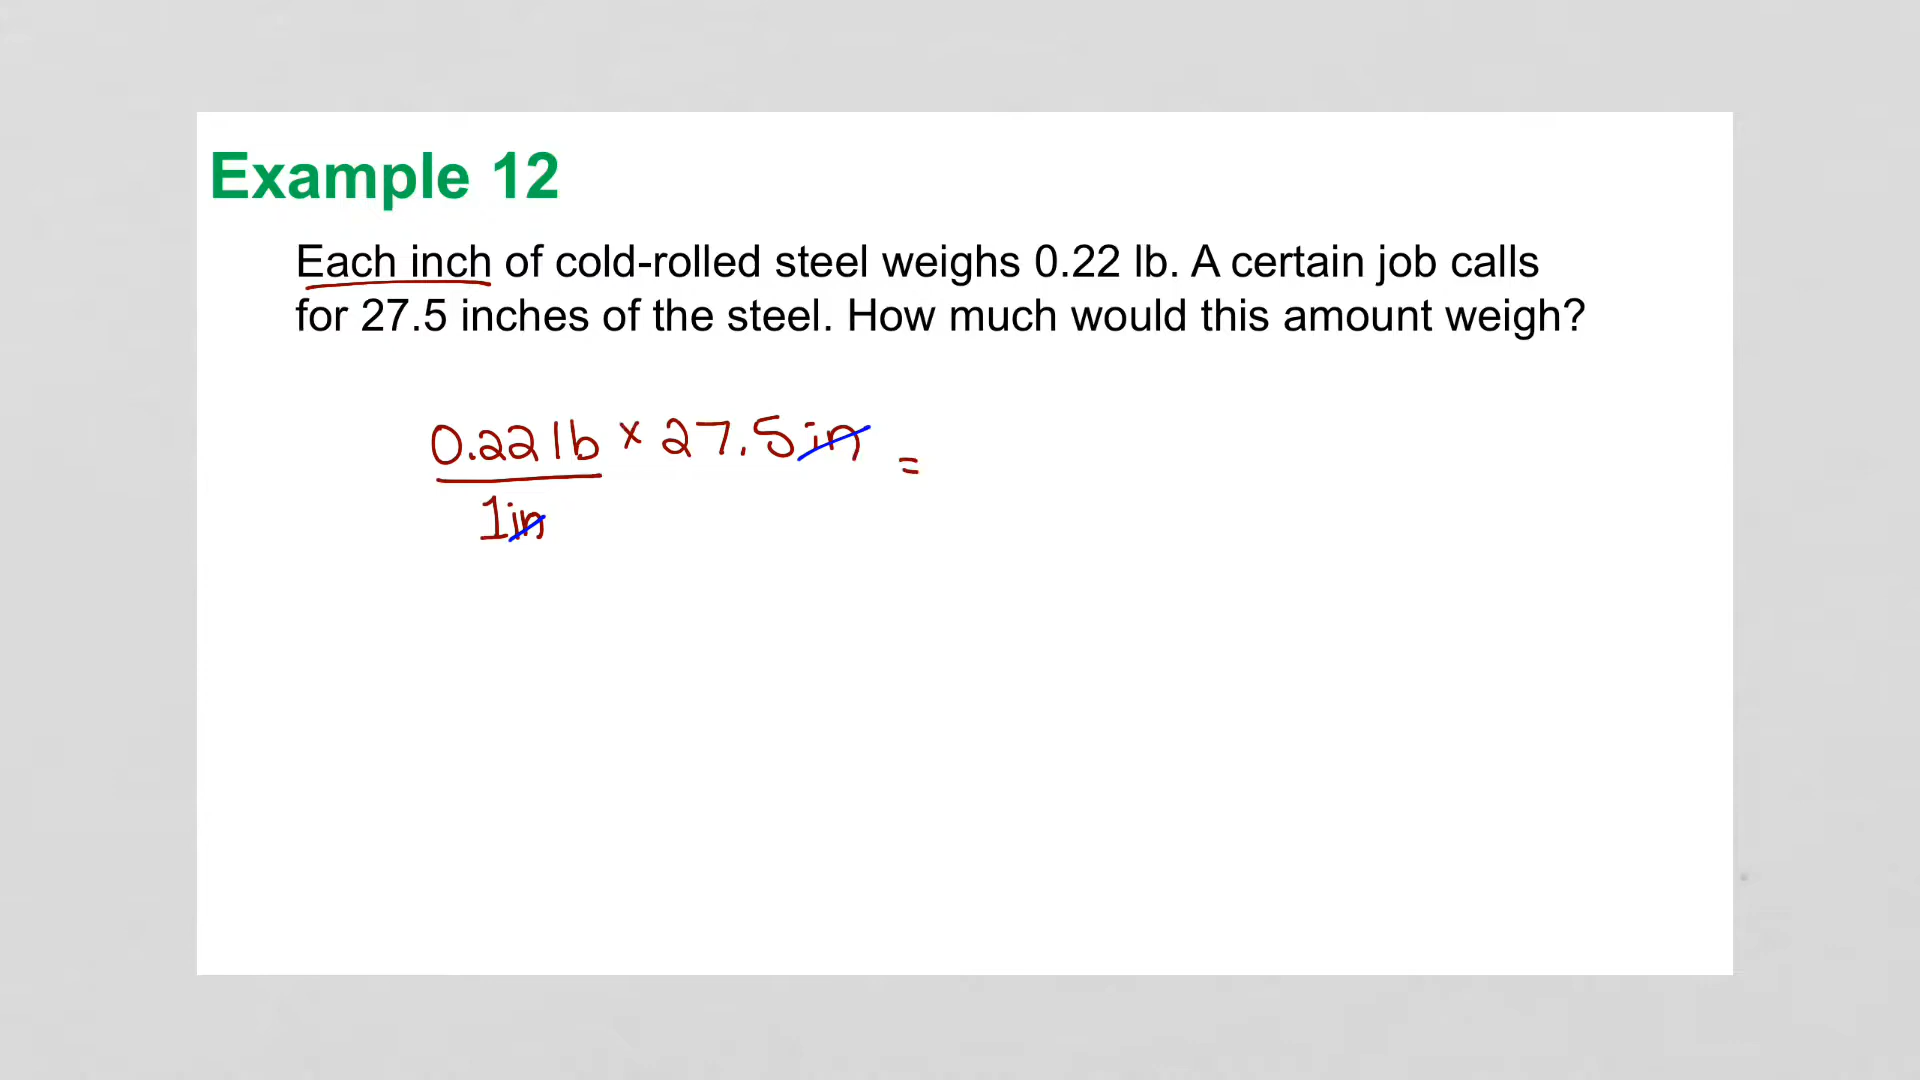 Example 12
Each inch of cold-rolled steel weighs 0.22 lb. A certain job calls
for 27.5 inches of the steel. How much would this amount weigh?
0.22 lb × 27.5 in =
1 in